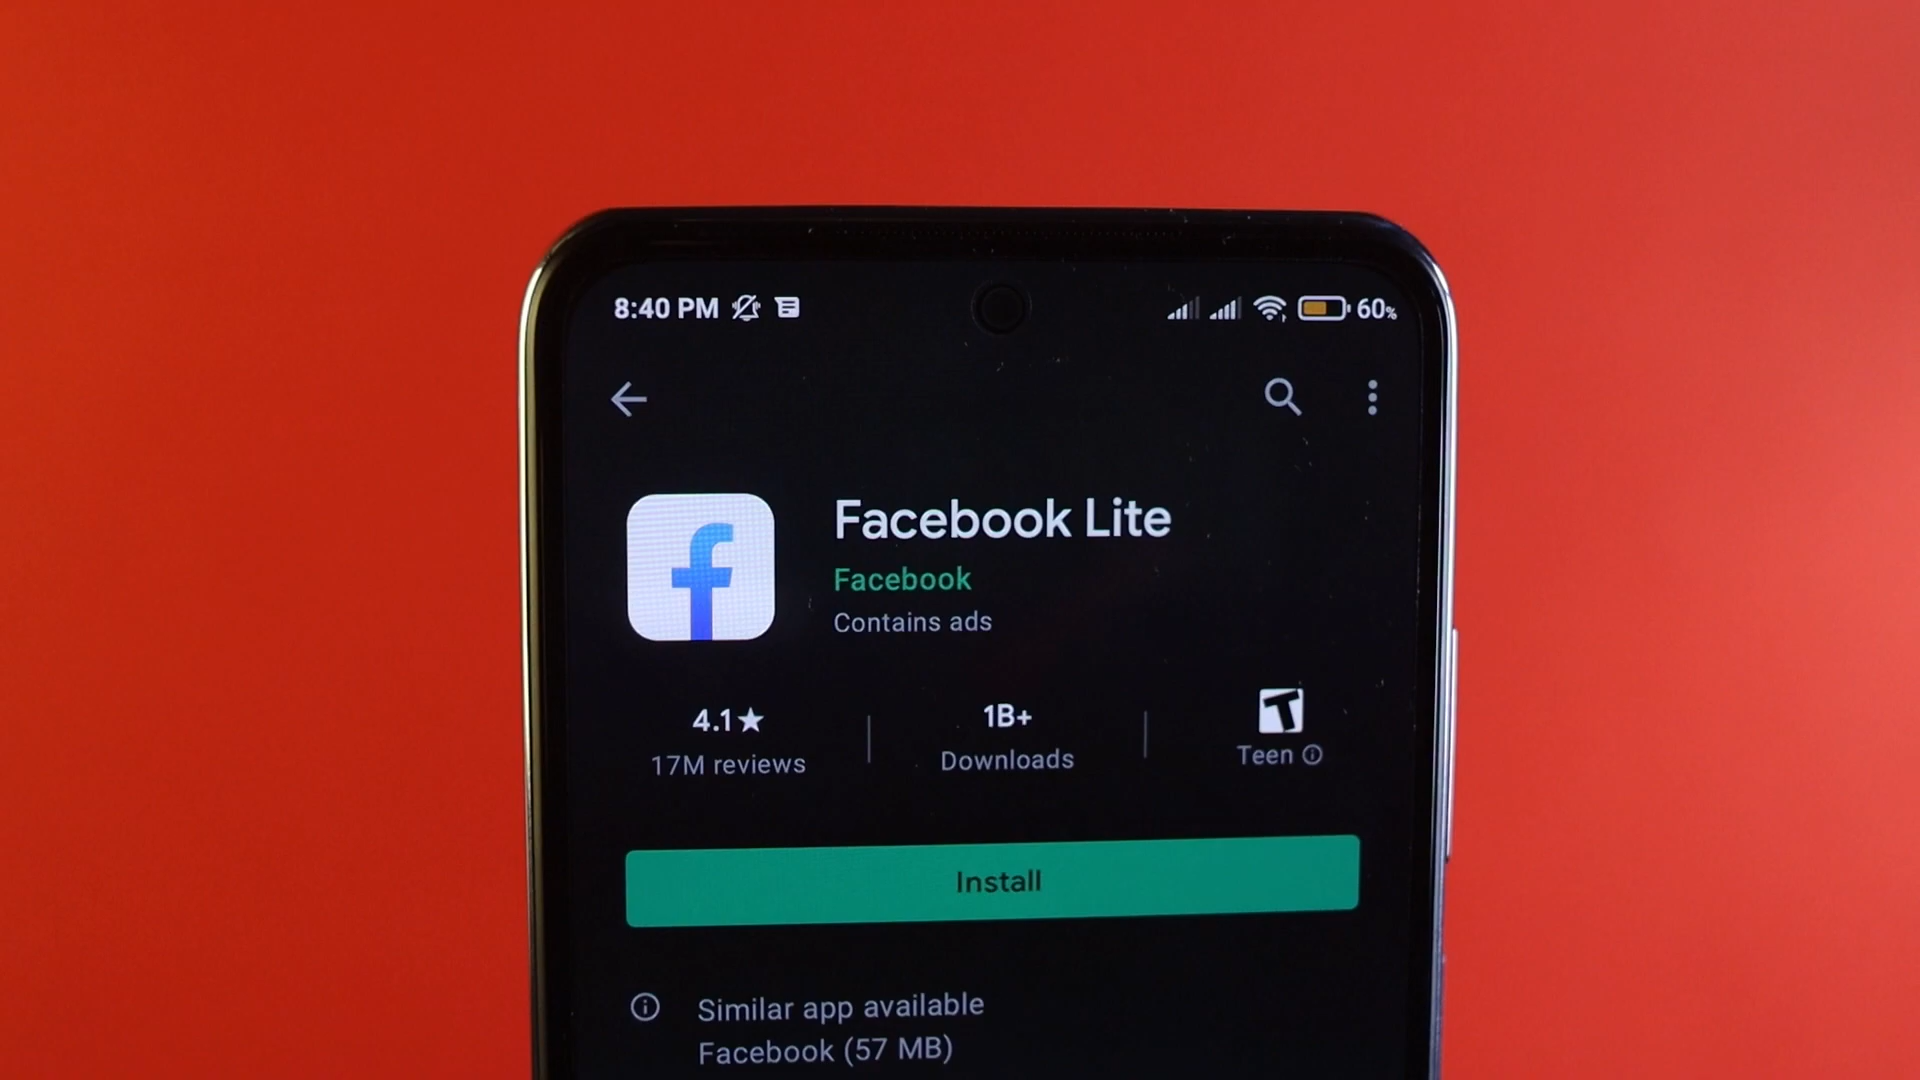 8:40 PM 60%
Facebook Lite
Facebook
Contains ads
4.1★ 1B+ T
17M reviews Downloads Teen
Install
Similar app available
Facebook (57 MB)